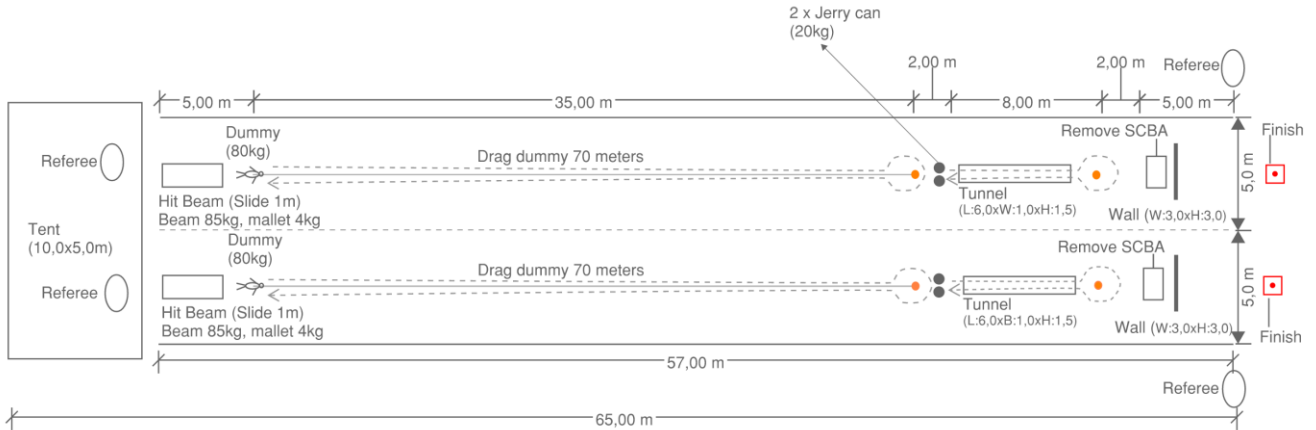 2 x Jerry can
(20kg)
Referee
5,00 m
35,00 m
2,00 m
8,00 m
2,00 m
5,00 m
Referee
Dummy
(80kg)
Drag dummy 70 meters
Remove SCBA
Finish
5,0 m
Hit Beam (Slide 1m)
Beam 85kg, mallet 4kg
Tunnel
(L:6,0xW:1,0xH:1,5)
Wall (W:3,0xH:3,0)
Tent
(10,0x5,0m)
Dummy
(80kg)
Drag dummy 70 meters
Remove SCBA
Referee
5,0 m
Hit Beam (Slide 1m)
Beam 85kg, mallet 4kg
Tunnel
(L:6,0xB:1,0xH:1,5)
Wall (W:3,0xH:3,0)
Finish
57,00 m
Referee
65,00 m